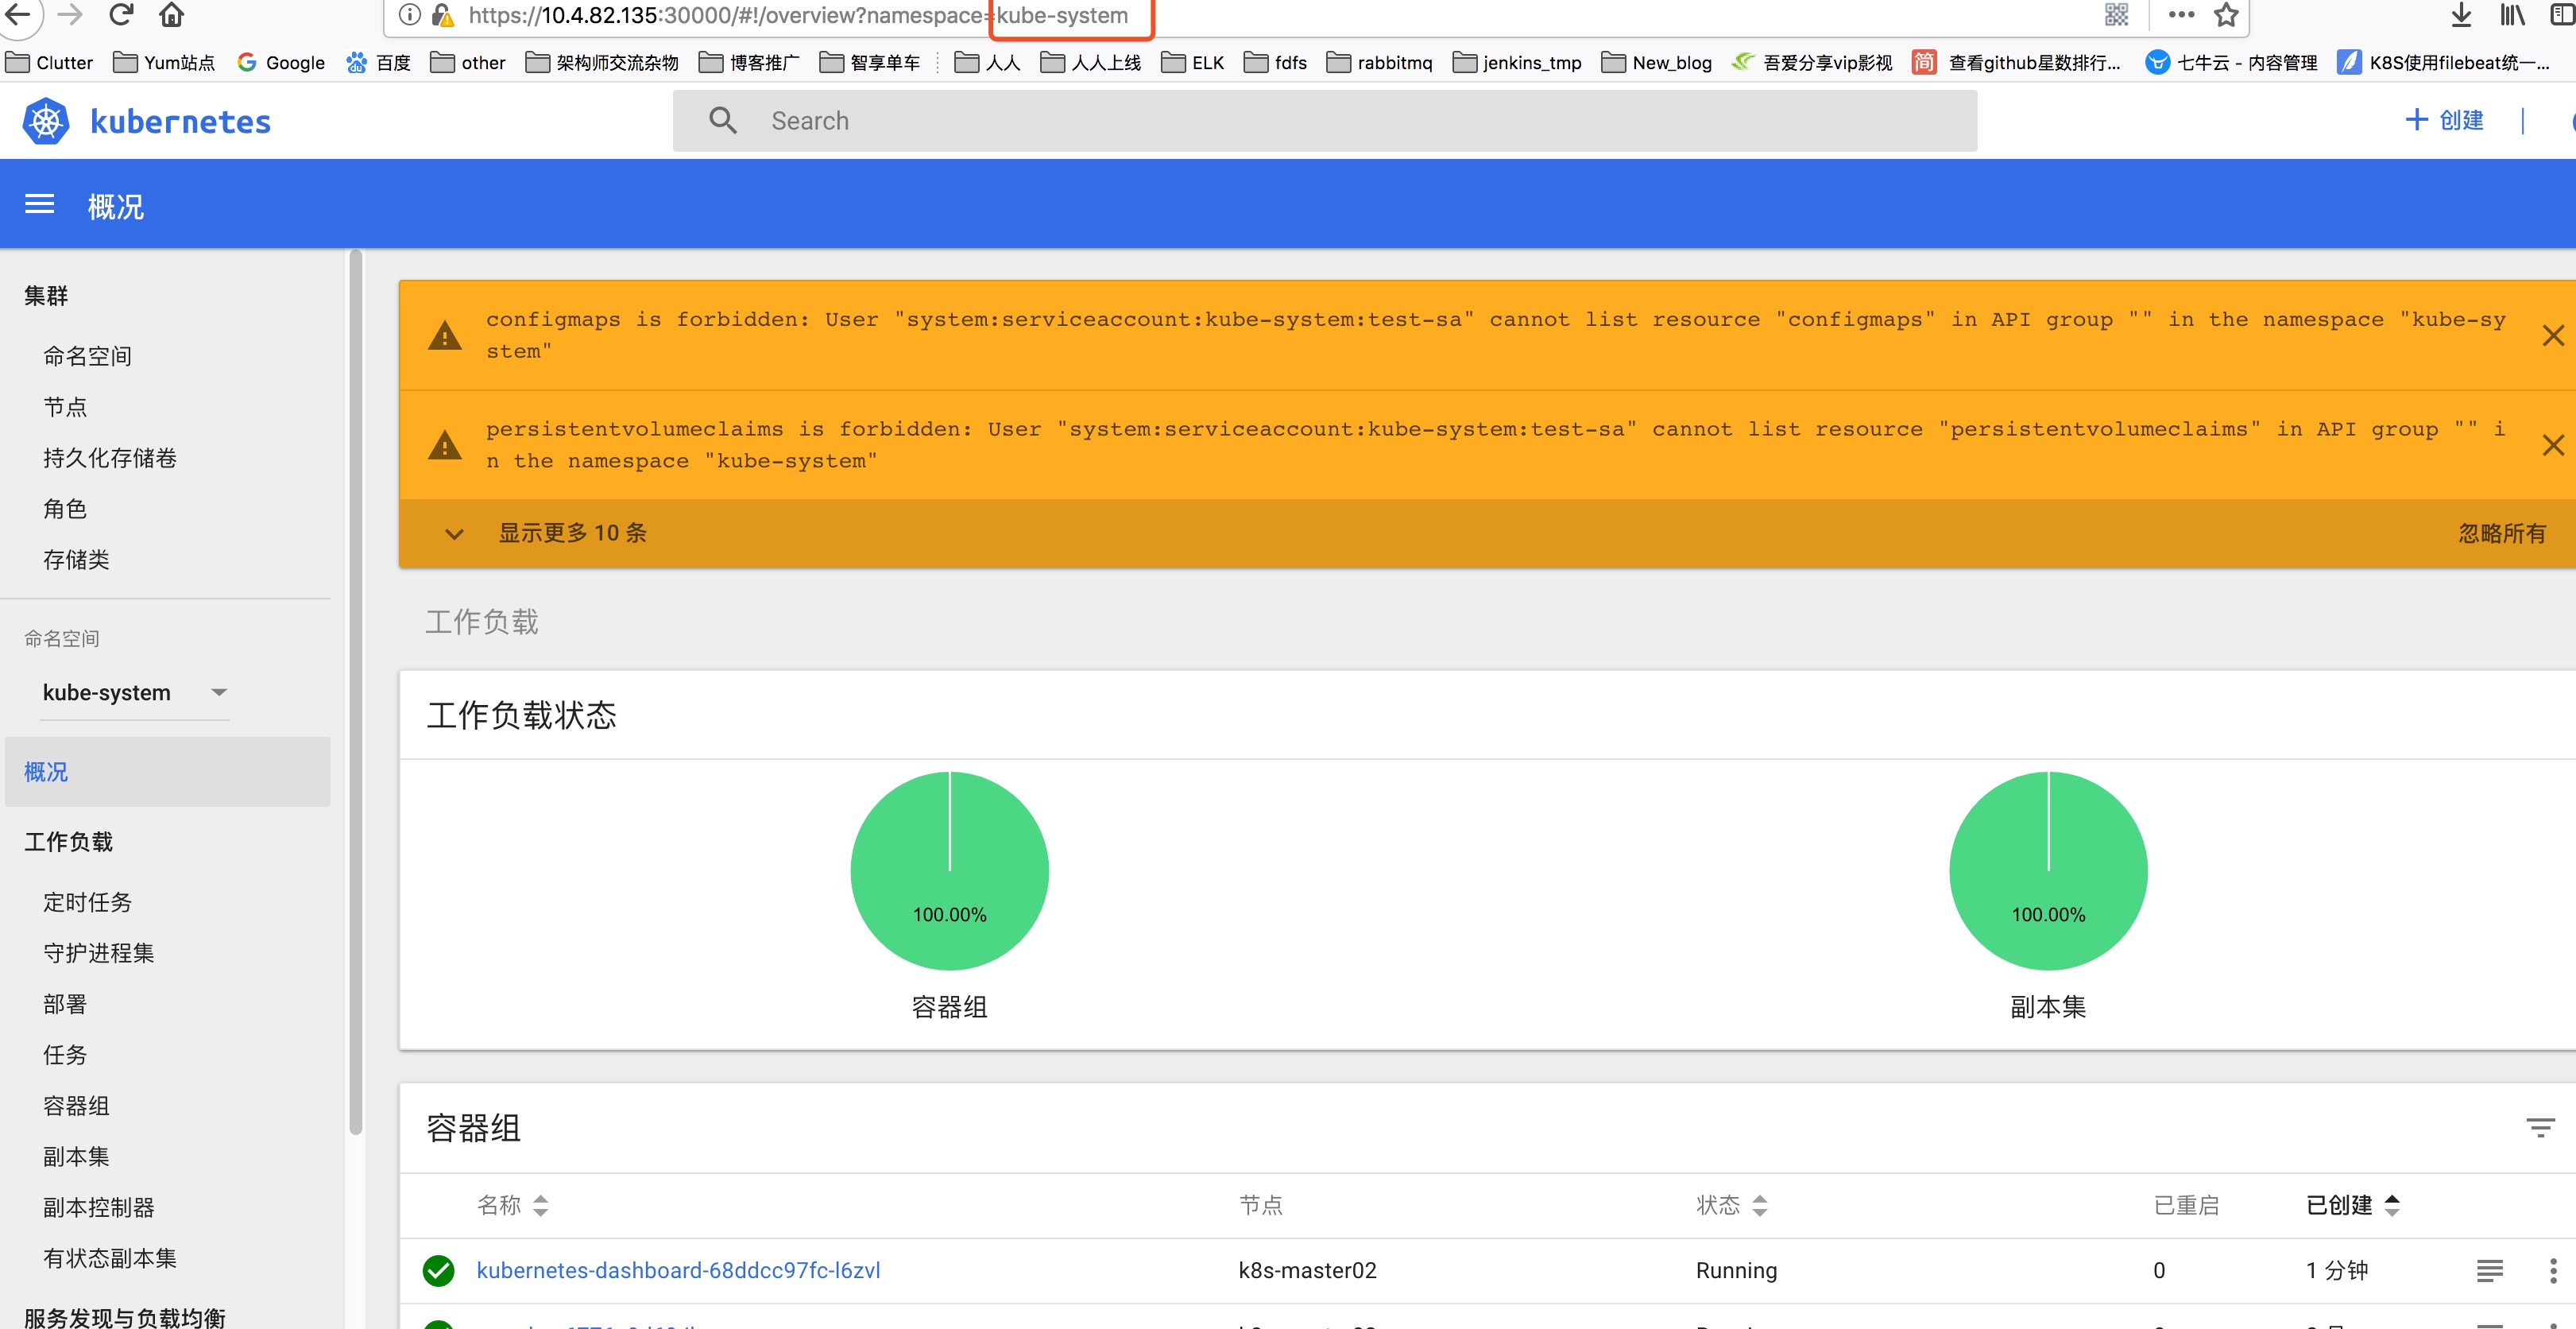 https://10.4.82.135:30000/#!/overview?namespace=kube-system
Clutter Yum站点 Google 百度 other 架构师交流杂物 博客推广 智享单车 人人 人人上线 ELK fdfs rabbitmq jenkins_tmp New_blog 吾爱分享vip影视 简 查看github星数排行... 七牛云 - 内容管理 K8S使用filebeat统一...
kubernetes
Search
创建
概况
集群
命名空间
节点
持久化存储卷
角色
存储类
命名空间
kube-system
概况
工作负载
定时任务
守护进程集
部署
任务
容器组
副本集
副本控制器
有状态副本集
服务发现与负载均衡
configmaps is forbidden: User "system:serviceaccount:kube-system:test-sa" cannot list resource "configmaps" in API group "" in the namespace "kube-sy
stem"
persistentvolumeclaims is forbidden: User "system:serviceaccount:kube-system:test-sa" cannot list resource "persistentvolumeclaims" in API group "" i
n the namespace "kube-system"
显示更多 10 条 忽略所有
工作负载
工作负载状态
100.00% 100.00%
容器组 副本集
容器组
名称 节点 状态 已重启 已创建
kubernetes-dashboard-68ddcc97fc-l6zvl k8s-master02 Running 0 1 分钟